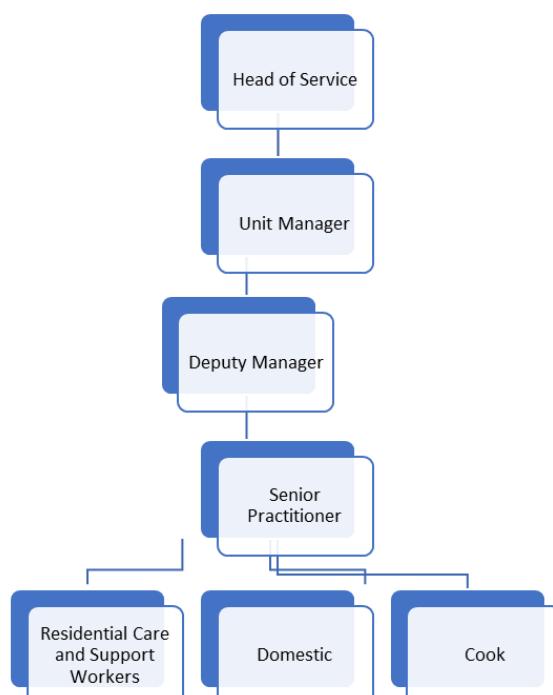 Head of Service
Unit Manager
Deputy Manager
Senior
Practitioner
Residential Care
and Support
Workers
Domestic
Cook